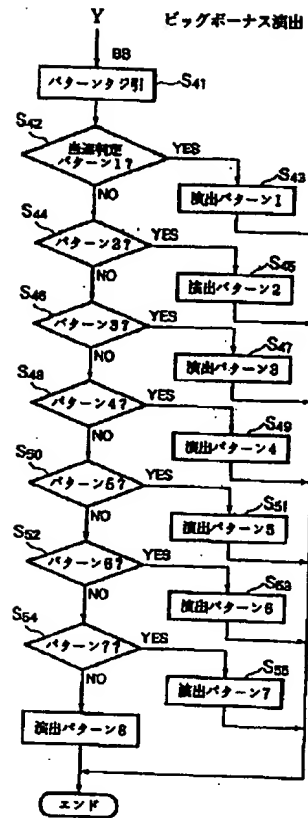 Y
ビッグボーナス演出
BB
パターンクジ引
S41
S42
当選判定
パターン1?
YES
S43
演出パターン1
NO
S44
パターン2?
YES
S45
演出パターン2
NO
S46
パターン3?
YES
S47
演出パターン3
NO
S48
パターン4?
YES
S49
演出パターン4
NO
S50
パターン5?
YES
S51
演出パターン5
NO
S52
パターン6?
YES
S53
演出パターン6
NO
S54
パターン7?
YES
S55
演出パターン7
NO
演出パターン8
エンド